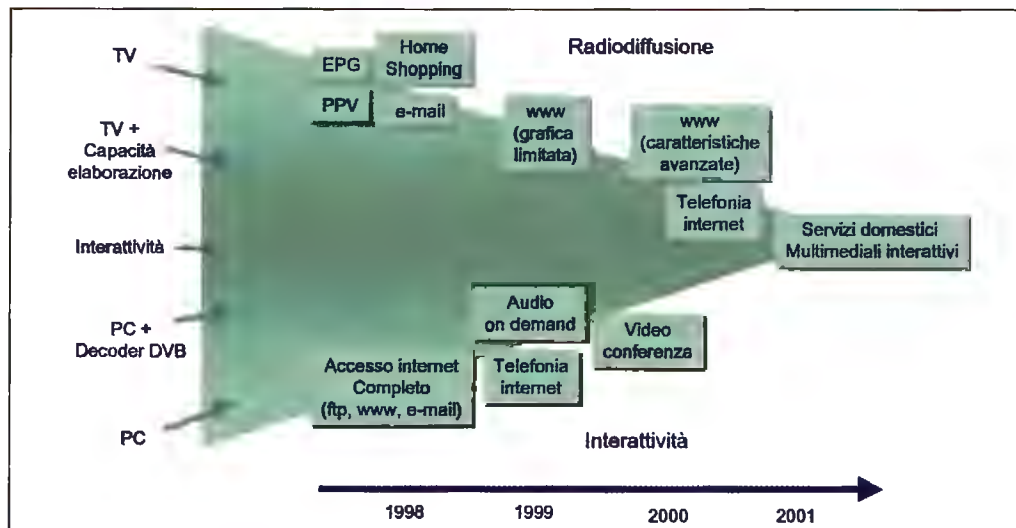 TV
TV +
Capacità
elaborazione
Interattività
PC +
Decoder DVB
PC
Radiodiffusione
EPG
Home
Shopping
PPV
e-mail
www
(grafica
limitata)
www
(caratteristiche
avanzate)
Telefonia
internet
Servizi domestici
Multimediali interattivi
Audio
on demand
Video
conferenza
Accesso internet
Completo
(ftp, www, e-mail)
Telefonia
internet
Interattività
1998
1999
2000
2001